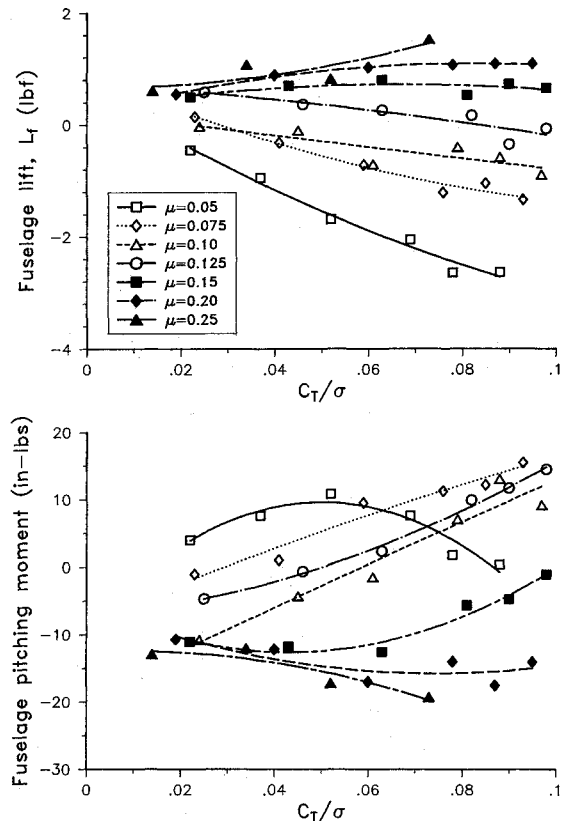 Fuselage lift, L_f (lbf)
2
0
−2
−4
μ=0.05
μ=0.075
μ=0.10
μ=0.125
μ=0.15
μ=0.20
μ=0.25
0 .02 .04 .06 .08 .1
C_T/σ
Fuselage pitching moment (in−lbs)
20
10
0
−10
−20
−30
0 .02 .04 .06 .08 .1
C_T/σ